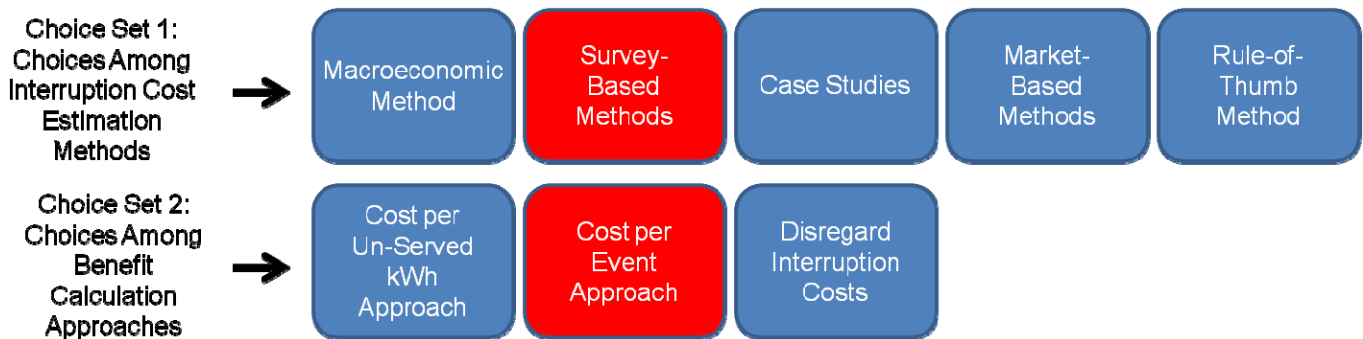 Choice Set 1:
Choices Among
Interruption Cost
Estimation
Methods
Macroeconomic
Method
Survey-
Based
Methods
Case Studies
Market-
Based
Methods
Rule-of-
Thumb
Method
Choice Set 2:
Choices Among
Benefit
Calculation
Approaches
Cost per
Un-Served
kWh
Approach
Cost per
Event
Approach
Disregard
Interruption
Costs